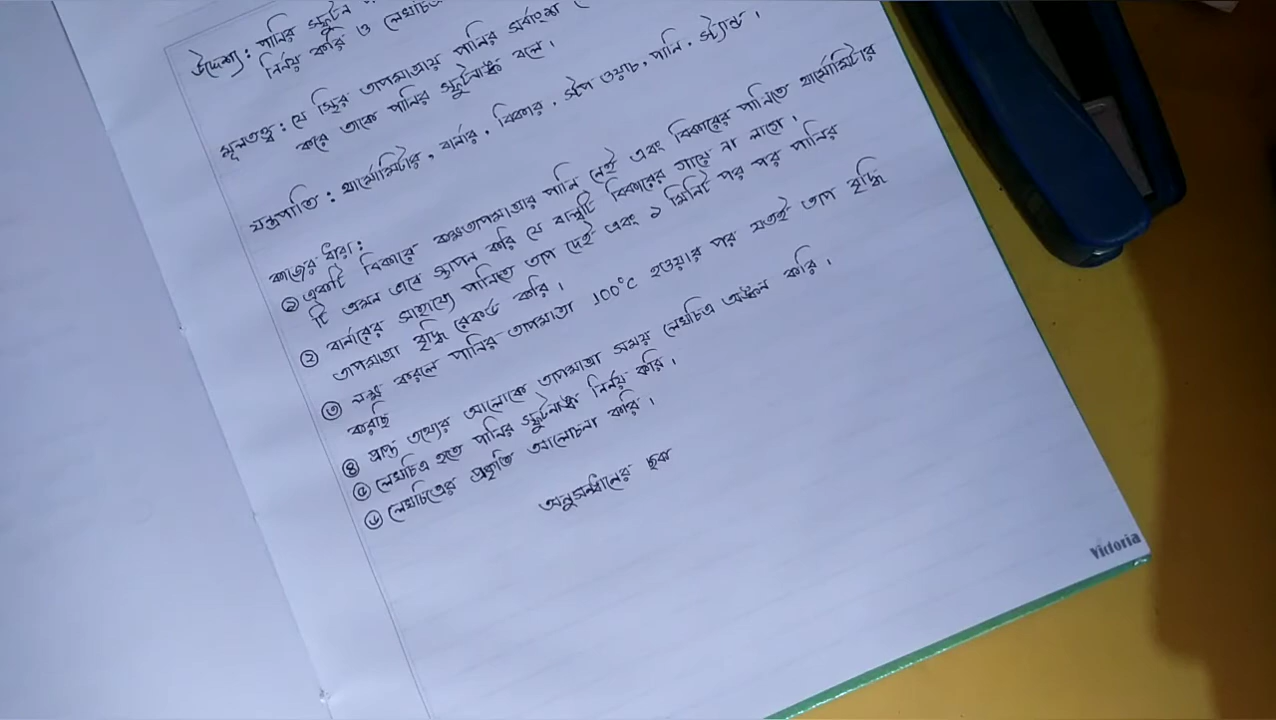 উদ্দেশ্য : পানির স্ফুটন
নির্নয় করি ও লেখচিত্র
মূলতত্ত্ব : যে স্থির তাপমাত্রায় পানির সর্বাংশ
করে তাকে পানির স্ফুটনাঙ্ক বলে।
যন্ত্রপাতি : থার্মোমিটার, বার্নার, বিকার, স্টপ ওয়াচ, পানি, স্ট্যান্ড।
কাজের ধারা :
① একটি বিকারে কক্ষতাপমাত্রার পানি নেই এবং বিকারের পানিতে থার্মোমিটার
টি এমন ভাবে স্থাপন করি যে বাল্বটি বিকারের গায়ে না লাগে।
② বার্নারের সাহায্যে পানিতে তাপ দেই এবং ১ মিনিট পর পর পানির
তাপমাত্রা বৃদ্ধি রেকর্ড করি।
③ লক্ষ্য করলে পানির তাপমাত্রা 100°C হওয়ার পর যতই তাপ বৃদ্ধি
করছি
④ প্রাপ্ত তথ্যের আলোকে তাপমাত্রা সময় লেখচিত্র অঙ্কন করি।
⑤ লেখচিত্র হতে পানির স্ফুটনাঙ্ক নির্নয় করি।
⑥ লেখচিত্রের প্রকৃতি আলোচনা করি।
অনুসন্ধানের ছক
Victoria